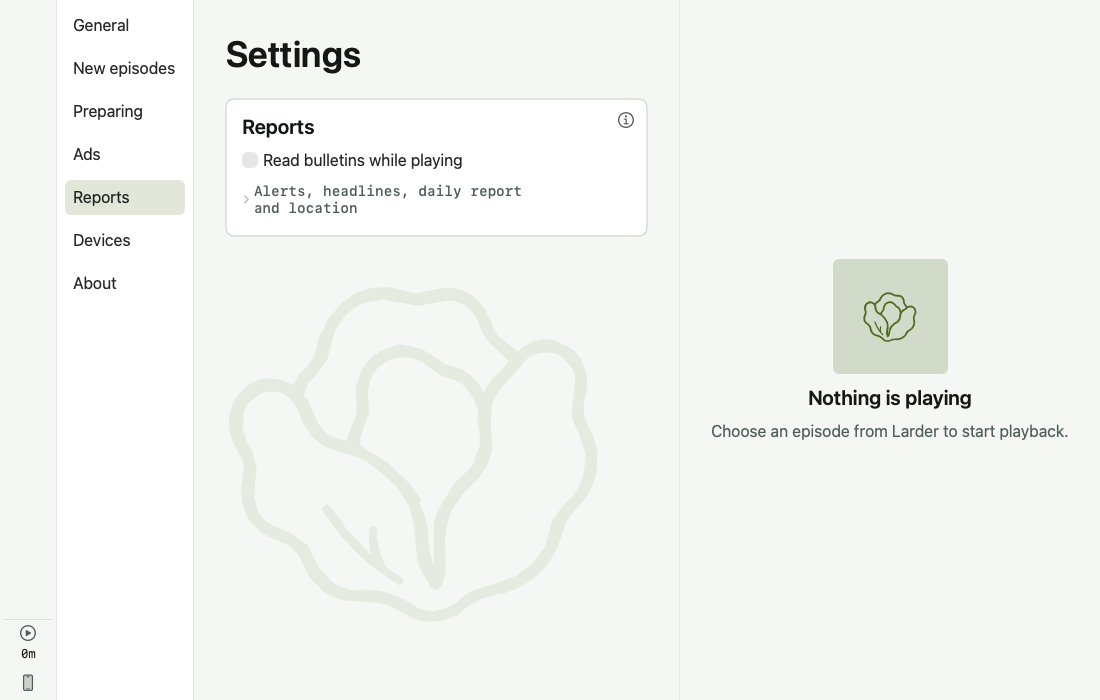 General
New episodes
Preparing
Ads
Reports
Devices
About
0m
Settings
Reports
Read bulletins while playing
Alerts, headlines, daily report
and location
Nothing is playing
Choose an episode from Larder to start playback.